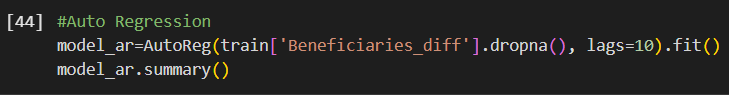 [44] #Auto Regression
model_ar=AutoReg(train['Beneficiaries_diff'].dropna(), lags=10).fit()
model_ar.summary()